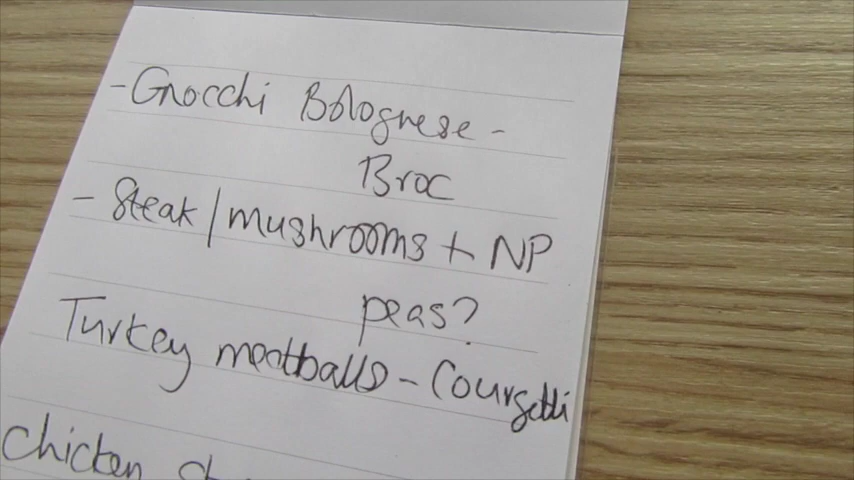 - Gnocchi Bolognese -
Broc
- Steak / mushrooms + NP
peas?
Turkey meatballs - Courgetti
chicken